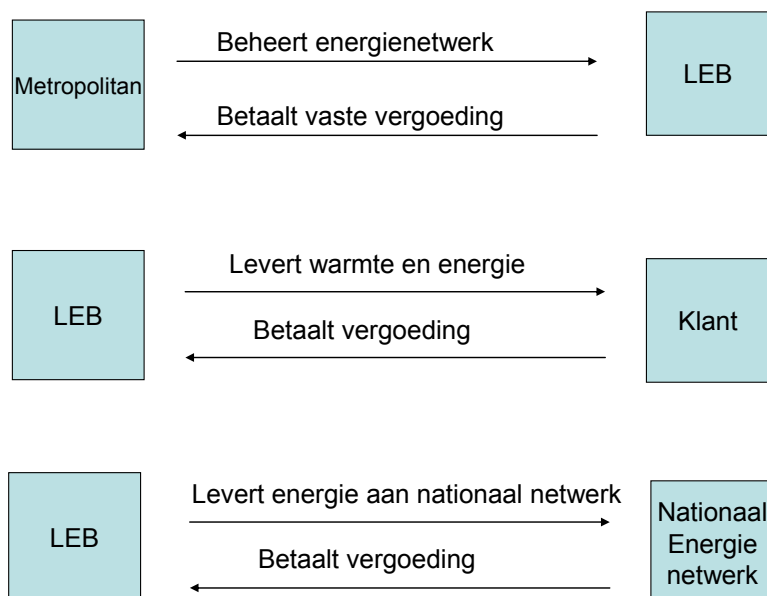 Beheert energienetwerk
Metropolitan
LEB
Betaalt vaste vergoeding
Levert warmte en energie
LEB
Klant
Betaalt vergoeding
Levert energie aan nationaal netwerk
LEB
Nationaal
Energie
netwerk
Betaalt vergoeding